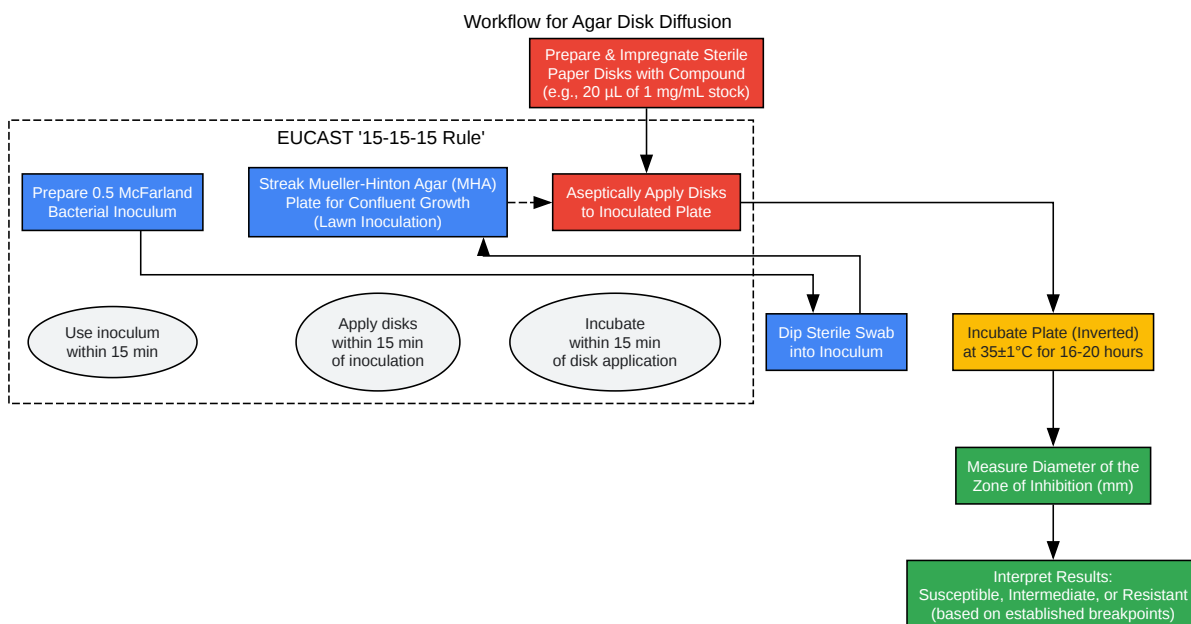 Workflow for Agar Disk Diffusion
Prepare & Impregnate Sterile
Paper Disks with Compound
(e.g., 20 µL of 1 mg/mL stock)
EUCAST '15-15-15 Rule'
Prepare 0.5 McFarland
Bacterial Inoculum
Streak Mueller-Hinton Agar (MHA)
Plate for Confluent Growth
(Lawn Inoculation)
Aseptically Apply Disks
to Inoculated Plate
Use inoculum
within 15 min
Apply disks
within 15 min
of inoculation
Incubate
within 15 min
of disk application
Dip Sterile Swab
into Inoculum
Incubate Plate (Inverted)
at 35±1°C for 16-20 hours
Measure Diameter of the
Zone of Inhibition (mm)
Interpret Results:
Susceptible, Intermediate, or Resistant
(based on established breakpoints)